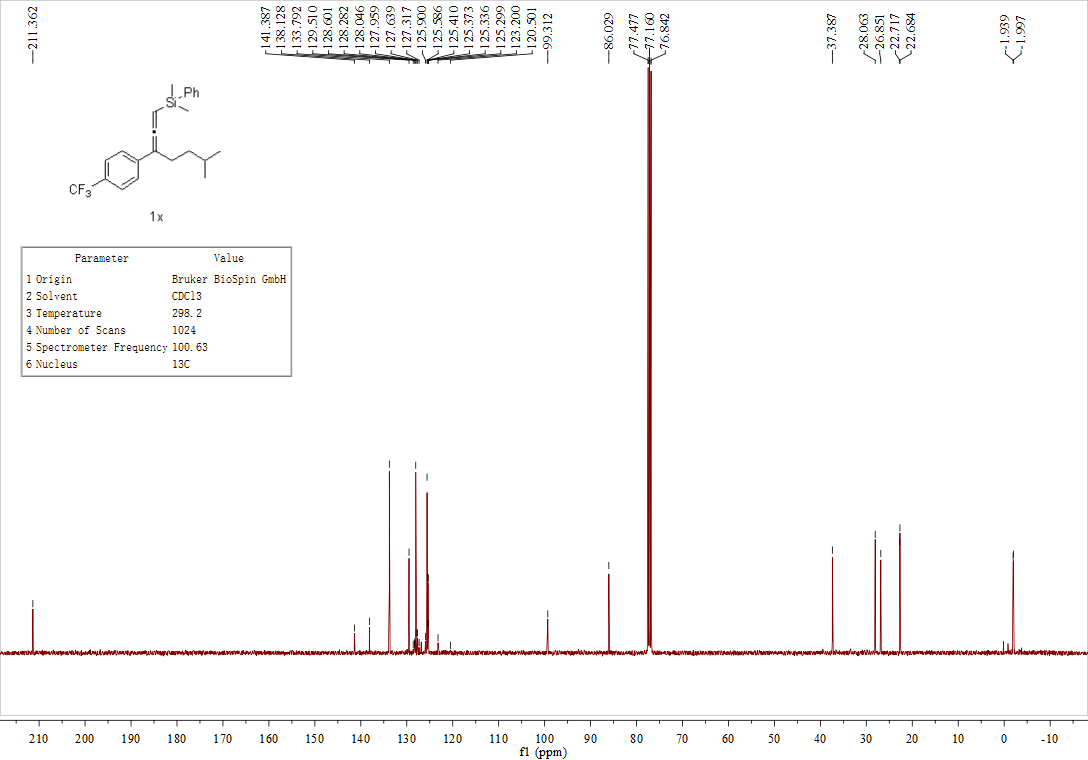 211.362
141.387
138.128
133.792
129.510
128.601
128.282
128.046
127.959
127.639
127.317
125.900
125.586
125.410
125.373
125.336
125.299
123.200
120.501
99.312
86.029
77.477
77.160
76.842
37.387
28.063
26.851
22.717
22.684
-1.939
-1.997
Si
Ph
CF3
1x
Parameter Value
1 Origin Bruker BioSpin GmbH
2 Solvent CDCl3
3 Temperature 298.2
4 Number of Scans 1024
5 Spectrometer Frequency 100.63
6 Nucleus 13C
210 200 190 180 170 160 150 140 130 120 110 100 90 80 70 60 50 40 30 20 10 0 -10
f1 (ppm)